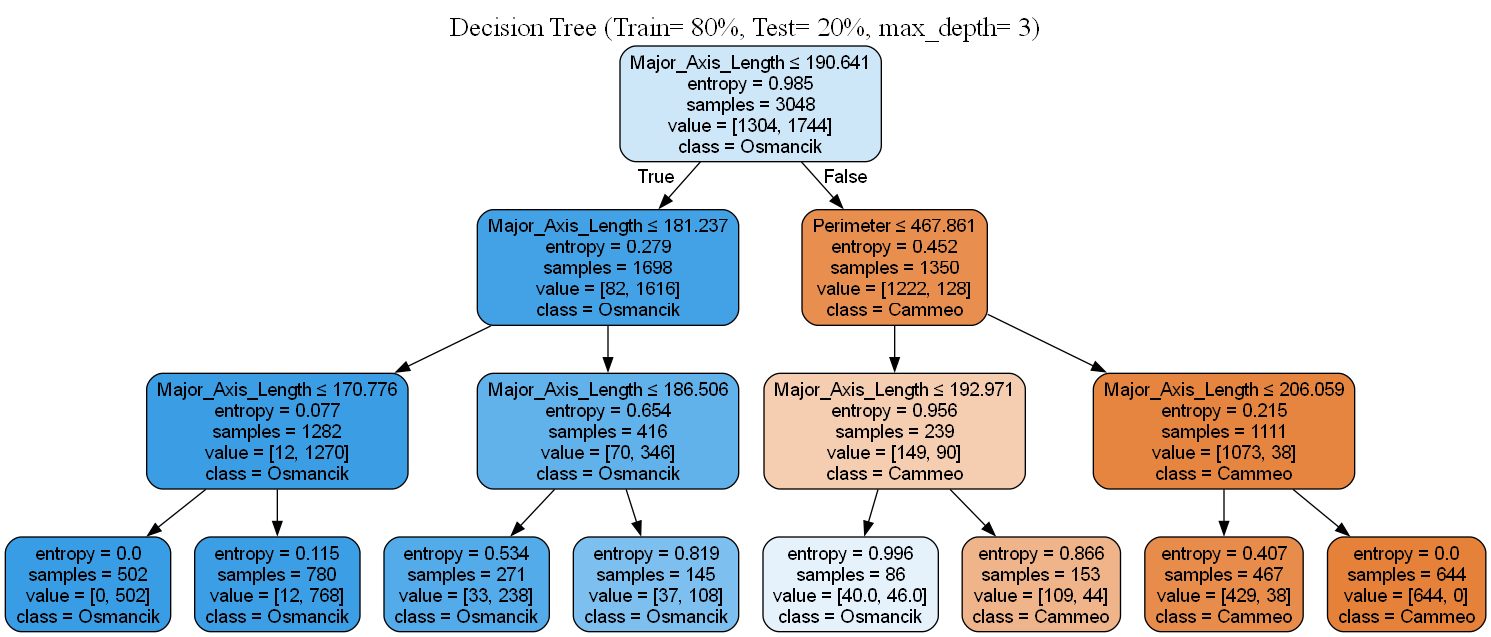 Decision Tree (Train= 80%, Test= 20%, max_depth= 3)
Major_Axis_Length ≤ 190.641
entropy = 0.985
samples = 3048
value = [1304, 1744]
class = Osmancik
True
False
Major_Axis_Length ≤ 181.237
entropy = 0.279
samples = 1698
value = [82, 1616]
class = Osmancik
Perimeter ≤ 467.861
entropy = 0.452
samples = 1350
value = [1222, 128]
class = Cammeo
Major_Axis_Length ≤ 170.776
entropy = 0.077
samples = 1282
value = [12, 1270]
class = Osmancik
Major_Axis_Length ≤ 186.506
entropy = 0.654
samples = 416
value = [70, 346]
class = Osmancik
Major_Axis_Length ≤ 192.971
entropy = 0.956
samples = 239
value = [149, 90]
class = Cammeo
Major_Axis_Length ≤ 206.059
entropy = 0.215
samples = 1111
value = [1073, 38]
class = Cammeo
entropy = 0.0
samples = 502
value = [0, 502]
class = Osmancik
entropy = 0.115
samples = 780
value = [12, 768]
class = Osmancik
entropy = 0.534
samples = 271
value = [33, 238]
class = Osmancik
entropy = 0.819
samples = 145
value = [37, 108]
class = Osmancik
entropy = 0.996
samples = 86
value = [40.0, 46.0]
class = Osmancik
entropy = 0.866
samples = 153
value = [109, 44]
class = Cammeo
entropy = 0.407
samples = 467
value = [429, 38]
class = Cammeo
entropy = 0.0
samples = 644
value = [644, 0]
class = Cammeo